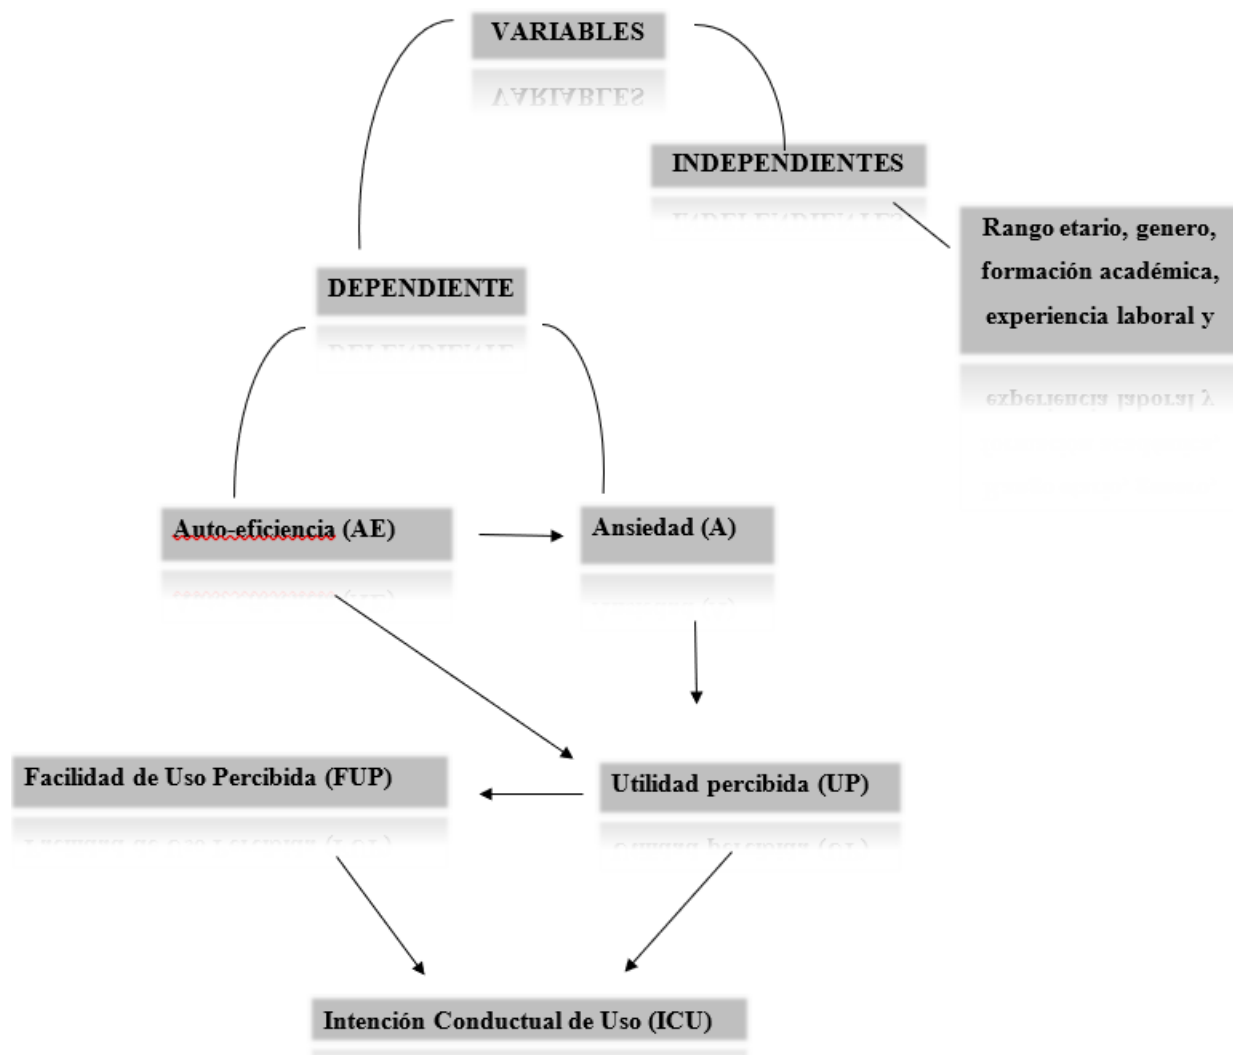 VARIABLES
INDEPENDIENTES
Rango etario, genero,
formación académica,
experiencia laboral y
DEPENDIENTE
Auto-eficiencia (AE)
Ansiedad (A)
Facilidad de Uso Percibida (FUP)
Utilidad percibida (UP)
Intención Conductual de Uso (ICU)